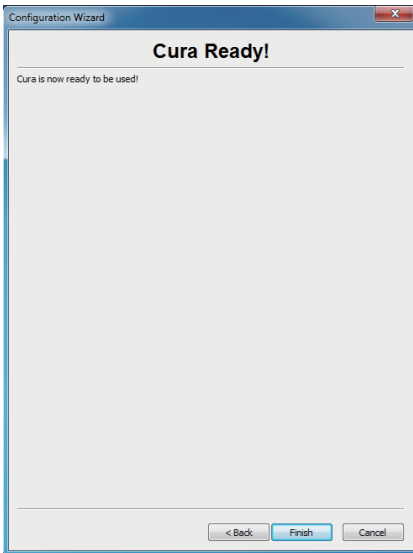 Configuration Wizard
Cura Ready!
Cura is now ready to be used!
< Back Finish Cancel